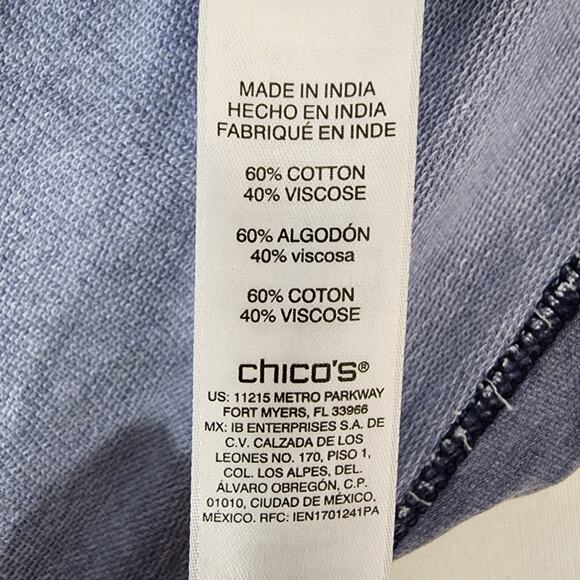 MADE IN INDIA
HECHO EN INDIA
FABRIQUÉ EN INDE
60% COTTON
40% VISCOSE
60% ALGODÓN
40% viscosa
60% COTON
40% VISCOSE
chico's®
US: 11215 METRO PARKWAY
FORT MYERS, FL 33966
MX: IB ENTERPRISES S.A. DE
C.V. CALZADA DE LOS
LEONES NO. 170, PISO 1,
COL. LOS ALPES, DEL.
ÁLVARO OBREGÓN, C.P.
01010, CIUDAD DE MÉXICO,
MÉXICO. RFC: IEN1701241PA